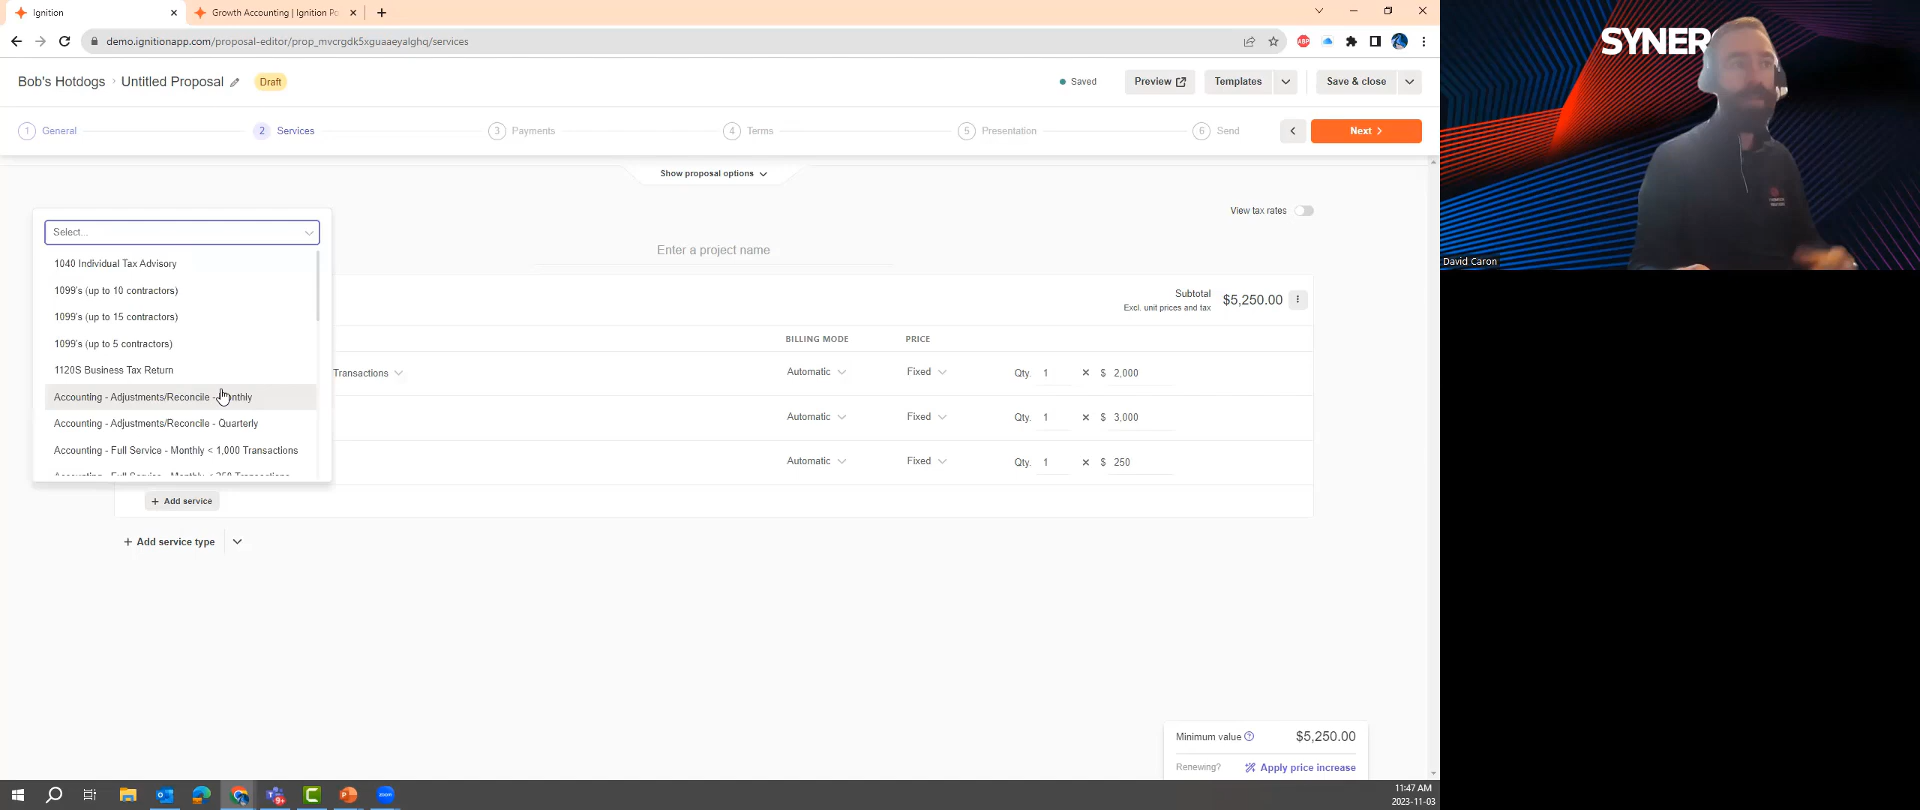 Ignition
Growth Accounting | Ignition Po
demo.ignitionapp.com/proposal-editor/prop_mvcrgdk5xguaaeyalghq/services
Bob's Hotdogs
Untitled Proposal
Draft
Saved
Preview
Templates
Save & close
1 General
2 Services
3 Payments
4 Terms
5 Presentation
6 Send
Next
Show proposal options
View tax rates
Select...
Enter a project name
1040 Individual Tax Advisory
1099's (up to 10 contractors)
1099's (up to 15 contractors)
1099's (up to 5 contractors)
1120S Business Tax Return
Accounting - Adjustments/Reconcile -
Accounting - Adjustments/Reconcile - Quarterly
Accounting - Full Service - Monthly < 1,000 Transactions
Subtotal
Excl. unit prices and tax
$5,250.00
BILLING MODE
PRICE
Transactions
Automatic
Fixed
Qty. 1 × $ 2,000
Automatic
Fixed
Qty. 1 × $ 3,000
Automatic
Fixed
Qty. 1 × $ 250
+ Add service
+ Add service type
Minimum value
$5,250.00
Renewing?
Apply price increase
11:47 AM
2023-11-03
SYNER
David Caron